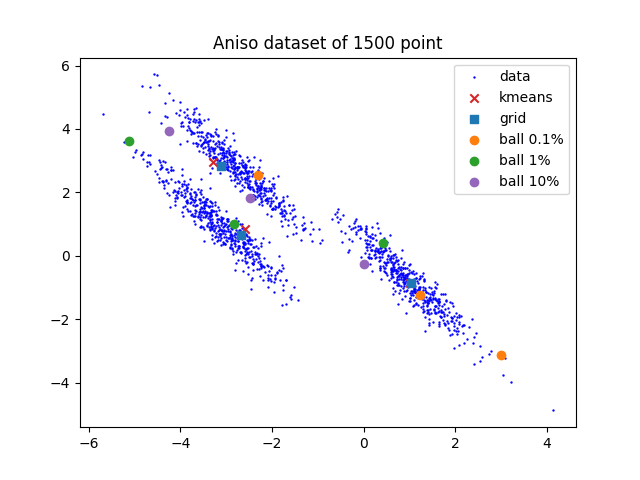 Aniso dataset of 1500 point
data
kmeans
grid
ball 0.1%
ball 1%
ball 10%
6
4
2
0
−2
−4
−6 −4 −2 0 2 4